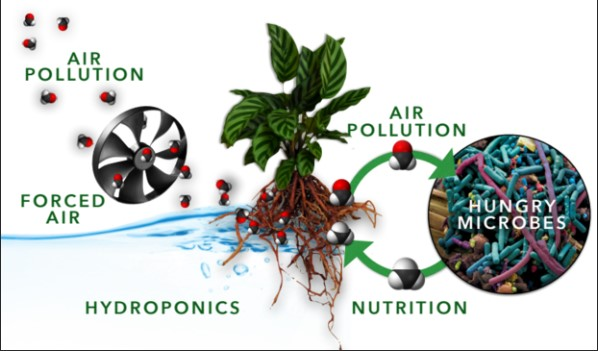 AIR
POLLUTION
FORCED
AIR
HYDROPONICS
AIR
POLLUTION
HUNGRY
MICROBES
NUTRITION